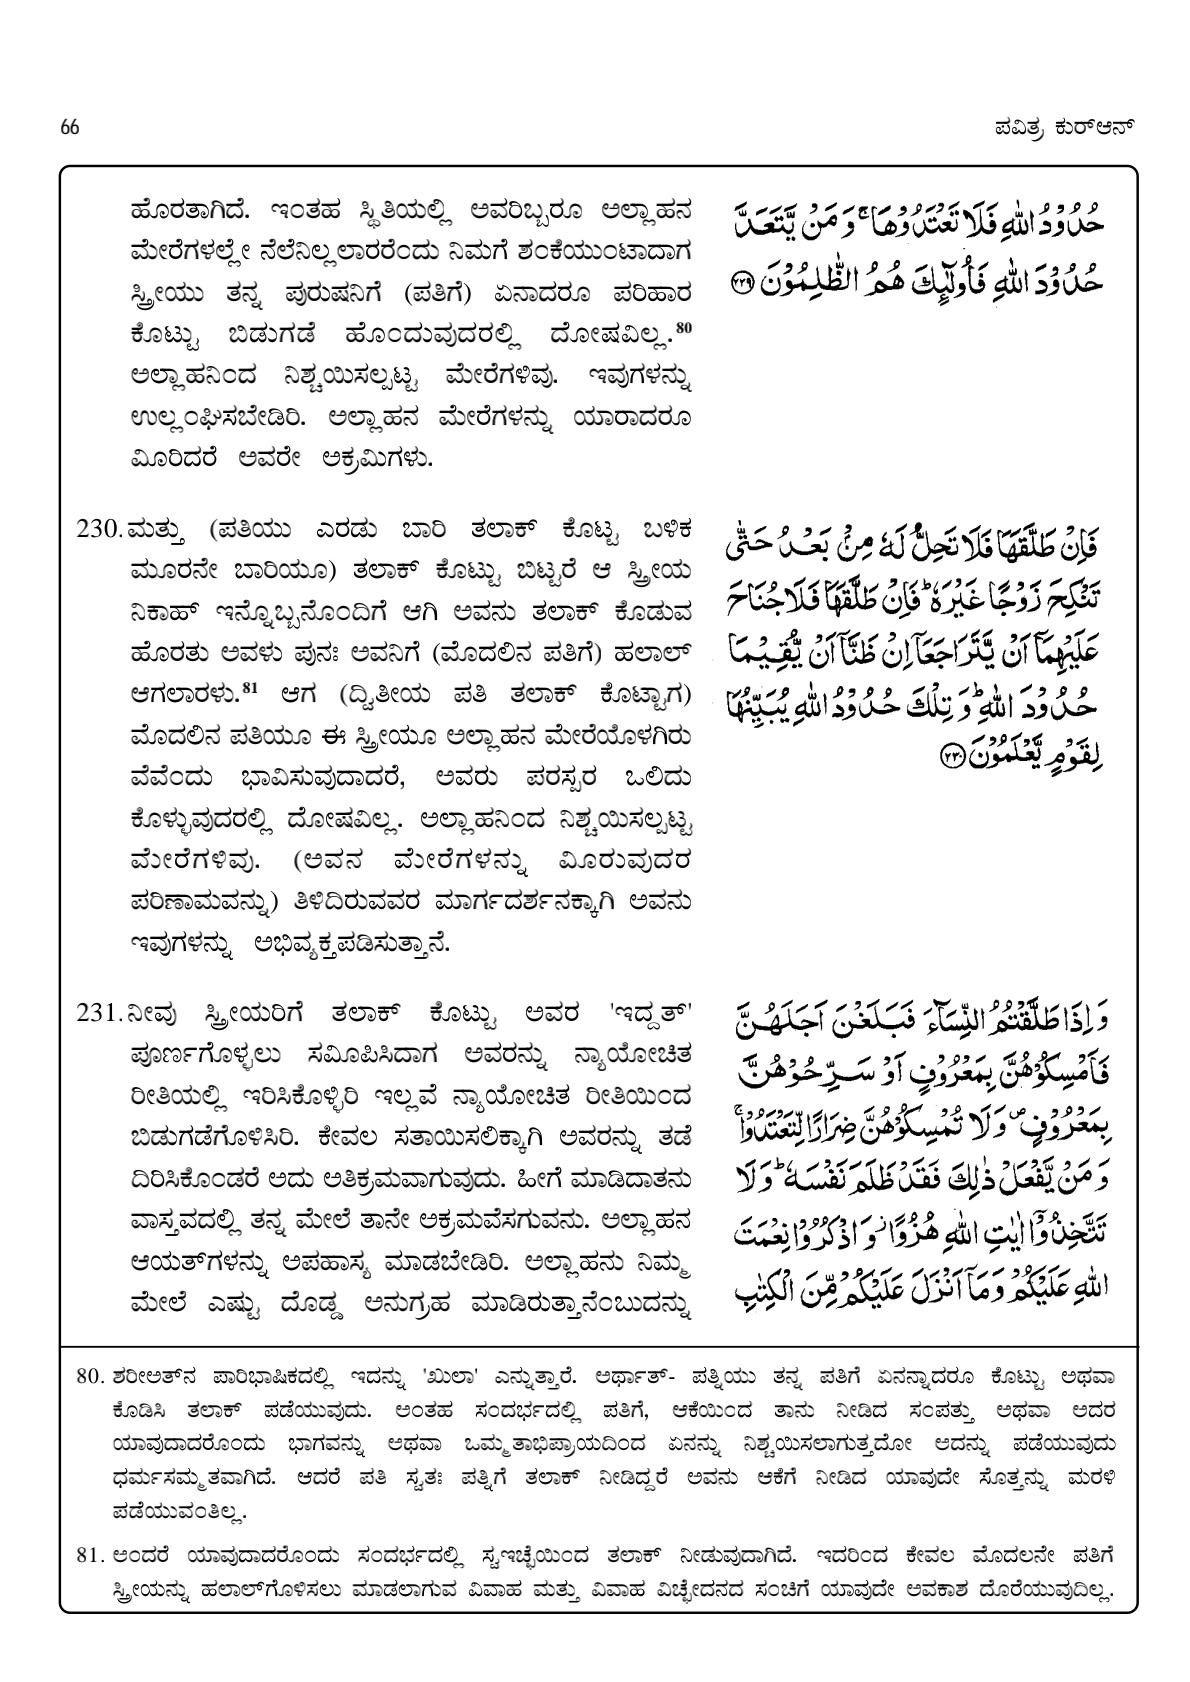 66
ಪವಿತ್ರ ಕುರ್‌ಆನ್
ಹೊರತಾಗಿದೆ. ಇಂತಹ ಸ್ಥಿತಿಯಲ್ಲಿ ಅವರಿಬ್ಬರೂ ಅಲ್ಲಾಹನ
ಮೇರೆಗಳಲ್ಲೇ ನೆಲೆನಿಲ್ಲಲಾರರೆಂದು ನಿಮಗೆ ಶಂಕೆಯುಂಟಾದಾಗ
ಸ್ತ್ರೀಯು ತನ್ನ ಪುರುಷನಿಗೆ (ಪತಿಗೆ) ಏನಾದರೂ ಪರಿಹಾರ
ಕೊಟ್ಟು ಬಿಡುಗಡೆ ಹೊಂದುವುದರಲ್ಲಿ ದೋಷವಿಲ್ಲ.80
ಅಲ್ಲಾಹನಿಂದ ನಿಶ್ಚಯಿಸಲ್ಪಟ್ಟ ಮೇರೆಗಳಿವು. ಇವುಗಳನ್ನು
ಉಲ್ಲಂಘಿಸಬೇಡಿರಿ. ಅಲ್ಲಾಹನ ಮೇರೆಗಳನ್ನು ಯಾರಾದರೂ
ಮೀರಿದರೆ ಅವರೇ ಅಕ್ರಮಿಗಳು.
حُدُوْدُ اللّٰهِ فَلَا تَعْتَدُوْهَا ۚ وَ مَنْ يَّتَعَدَّ
حُدُوْدَ اللّٰهِ فَاُولٰٓئِكَ هُمُ الظّٰلِمُوْنَ ۝۲۲۹
230. ಮತ್ತು (ಪತಿಯು ಎರಡು ಬಾರಿ ತಲಾಕ್ ಕೊಟ್ಟ ಬಳಿಕ
ಮೂರನೇ ಬಾರಿಯೂ) ತಲಾಕ್ ಕೊಟ್ಟು ಬಿಟ್ಟರೆ ಆ ಸ್ತ್ರೀಯ
ನಿಕಾಹ್ ಇನ್ನೊಬ್ಬನೊಂದಿಗೆ ಆಗಿ ಅವನು ತಲಾಕ್ ಕೊಡುವ
ಹೊರತು ಅವಳು ಪುನಃ ಅವನಿಗೆ (ಮೊದಲಿನ ಪತಿಗೆ) ಹಲಾಲ್
ಆಗಲಾರಳು.81 ಆಗ (ದ್ವಿತೀಯ ಪತಿ ತಲಾಕ್ ಕೊಟ್ಟಾಗ)
ಮೊದಲಿನ ಪತಿಯೂ ಈ ಸ್ತ್ರೀಯೂ ಅಲ್ಲಾಹನ ಮೇರೆಯೊಳಗಿರು
ವೆವೆಂದು ಭಾವಿಸುವುದಾದರೆ, ಅವರು ಪರಸ್ಪರ ಒಲಿದು
ಕೊಳ್ಳುವುದರಲ್ಲಿ ದೋಷವಿಲ್ಲ. ಅಲ್ಲಾಹನಿಂದ ನಿಶ್ಚಯಿಸಲ್ಪಟ್ಟ
ಮೇರೆಗಳಿವು. (ಅವನ ಮೇರೆಗಳನ್ನು ಮೀರುವುದರ
ಪರಿಣಾಮವನ್ನು) ತಿಳಿದಿರುವವರ ಮಾರ್ಗದರ್ಶನಕ್ಕಾಗಿ ಅವನು
ಇವುಗಳನ್ನು ಅಭಿವ್ಯಕ್ತಪಡಿಸುತ್ತಾನೆ.
فَاِنْ طَلَّقَهَا فَلَا تَحِلُّ لَهٗ مِنْۢ بَعْدُ حَتّٰى
تَنْكِحَ زَوْجًا غَيْرَهٗ ؕ فَاِنْ طَلَّقَهَا فَلَا جُنَاحَ
عَلَيْهِمَآ اَنْ يَّتَرَاجَعَآ اِنْ ظَنَّآ اَنْ يُّقِيْمَا
حُدُوْدَ اللّٰهِ ؕ وَ تِلْكَ حُدُوْدُ اللّٰهِ يُبَيِّنُهَا
لِقَوْمٍ يَّعْلَمُوْنَ ۝۲۳۰
231. ನೀವು ಸ್ತ್ರೀಯರಿಗೆ ತಲಾಕ್ ಕೊಟ್ಟು ಅವರ 'ಇದ್ದತ್'
ಪೂರ್ಣಗೊಳ್ಳಲು ಸಮೀಪಿಸಿದಾಗ ಅವರನ್ನು ನ್ಯಾಯೋಚಿತ
ರೀತಿಯಲ್ಲಿ ಇರಿಸಿಕೊಳ್ಳಿರಿ ಇಲ್ಲವೆ ನ್ಯಾಯೋಚಿತ ರೀತಿಯಿಂದ
ಬಿಡುಗಡೆಗೊಳಿಸಿರಿ. ಕೇವಲ ಸತಾಯಿಸಲಿಕ್ಕಾಗಿ ಅವರನ್ನು ತಡೆ
ದಿರಿಸಿಕೊಂಡರೆ ಅದು ಅತಿಕ್ರಮವಾಗುವುದು. ಹೀಗೆ ಮಾಡಿದಾತನು
ವಾಸ್ತವದಲ್ಲಿ ತನ್ನ ಮೇಲೆ ತಾನೇ ಅಕ್ರಮವೆಸಗುವನು. ಅಲ್ಲಾಹನ
ಆಯತ್‌ಗಳನ್ನು ಅಪಹಾಸ್ಯ ಮಾಡಬೇಡಿರಿ. ಅಲ್ಲಾಹನು ನಿಮ್ಮ
ಮೇಲೆ ಎಷ್ಟು ದೊಡ್ಡ ಅನುಗ್ರಹ ಮಾಡಿರುತ್ತಾನೆಂಬುದನ್ನು
وَ اِذَا طَلَّقْتُمُ النِّسَآءَ فَبَلَغْنَ اَجَلَهُنَّ
فَاَمْسِكُوْهُنَّ بِمَعْرُوْفٍ اَوْ سَرِّحُوْهُنَّ
بِمَعْرُوْفٍ ۪ وَ لَا تُمْسِكُوْهُنَّ ضِرَارًا لِّتَعْتَدُوْا ۚ
وَ مَنْ يَّفْعَلْ ذٰلِكَ فَقَدْ ظَلَمَ نَفْسَهٗ ؕ وَ لَا
تَتَّخِذُوْٓا اٰيٰتِ اللّٰهِ هُزُوًا ؗ وَ اذْكُرُوْا نِعْمَتَ
اللّٰهِ عَلَيْكُمْ وَ مَآ اَنْزَلَ عَلَيْكُمْ مِّنَ الْكِتٰبِ
80. ಶರೀಅತ್‌ನ ಪಾರಿಭಾಷಿಕದಲ್ಲಿ ಇದನ್ನು 'ಖುಲಾ' ಎನ್ನುತ್ತಾರೆ. ಅರ್ಥಾತ್- ಪತ್ನಿಯು ತನ್ನ ಪತಿಗೆ ಏನನ್ನಾದರೂ ಕೊಟ್ಟು ಅಥವಾ
ಕೊಡಿಸಿ ತಲಾಕ್ ಪಡೆಯುವುದು. ಅಂತಹ ಸಂದರ್ಭದಲ್ಲಿ ಪತಿಗೆ, ಆಕೆಯಿಂದ ತಾನು ನೀಡಿದ ಸಂಪತ್ತು ಅಥವಾ ಅದರ
ಯಾವುದಾದರೊಂದು ಭಾಗವನ್ನು ಅಥವಾ ಒಮ್ಮತಾಭಿಪ್ರಾಯದಿಂದ ಏನನ್ನು ನಿಶ್ಚಯಿಸಲಾಗುತ್ತದೋ ಅದನ್ನು ಪಡೆಯುವುದು
ಧರ್ಮಸಮ್ಮತವಾಗಿದೆ. ಆದರೆ ಪತಿ ಸ್ವತಃ ಪತ್ನಿಗೆ ತಲಾಕ್ ನೀಡಿದ್ದರೆ ಅವನು ಆಕೆಗೆ ನೀಡಿದ ಯಾವುದೇ ಸೊತ್ತನ್ನು ಮರಳಿ
ಪಡೆಯುವಂತಿಲ್ಲ.
81. ಅಂದರೆ ಯಾವುದಾದರೊಂದು ಸಂದರ್ಭದಲ್ಲಿ ಸ್ವಇಚ್ಛೆಯಿಂದ ತಲಾಕ್ ನೀಡುವುದಾಗಿದೆ. ಇದರಿಂದ ಕೇವಲ ಮೊದಲನೇ ಪತಿಗೆ
ಸ್ತ್ರೀಯನ್ನು ಹಲಾಲ್‌ಗೊಳಿಸಲು ಮಾಡಲಾಗುವ ವಿವಾಹ ಮತ್ತು ವಿವಾಹ ವಿಚ್ಛೇದನದ ಸಂಚಿಗೆ ಯಾವುದೇ ಅವಕಾಶ ದೊರೆಯುವುದಿಲ್ಲ.